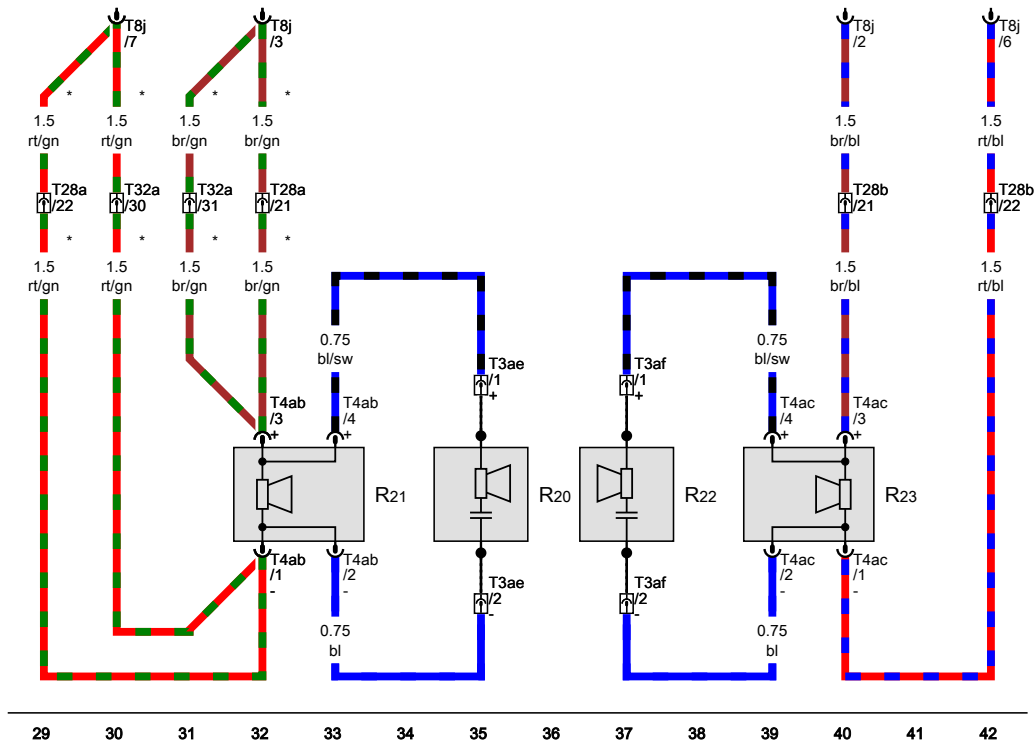 T8j
/7
T8j
/3
T8j
/2
T8j
/6
* * * *
1.5 1.5 1.5 1.5 1.5 1.5
rt/gn rt/gn br/gn br/gn br/bl rt/bl
T28a
/22
T32a
/30
T32a
/31
T28a
/21
T28b
/21
T28b
/22
* * * *
1.5 1.5 1.5 1.5 1.5 1.5
rt/gn rt/gn br/gn br/gn br/bl rt/bl
0.75
bl/sw
0.75
bl/sw
T3ae
/1
+
T3af
/1
+
T4ab
/3
+
T4ab
/4
+
T4ac
/4
+
T4ac
/3
+
R21
R20
R22
R23
T4ab
/1
-
T4ab
/2
-
T3ae
/2
-
T3af
/2
-
T4ac
/2
-
T4ac
/1
-
0.75
bl
0.75
bl
29 30 31 32 33 34 35 36 37 38 39 40 41 42